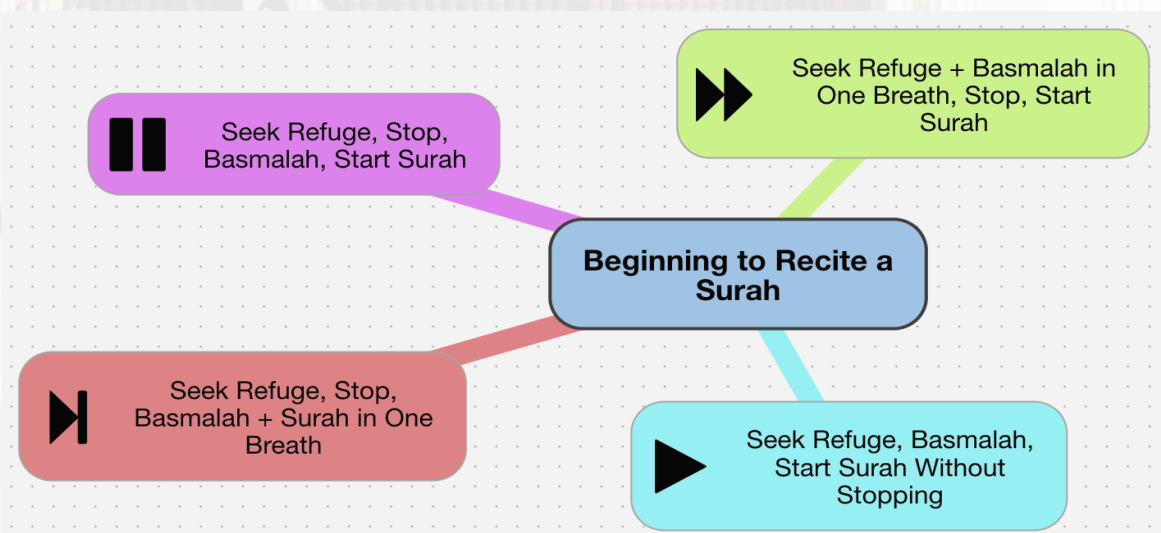 Seek Refuge + Basmalah in
One Breath, Stop, Start
Surah
Seek Refuge, Stop,
Basmalah, Start Surah
Beginning to Recite a
Surah
Seek Refuge, Stop,
Basmalah + Surah in One
Breath
Seek Refuge, Basmalah,
Start Surah Without
Stopping